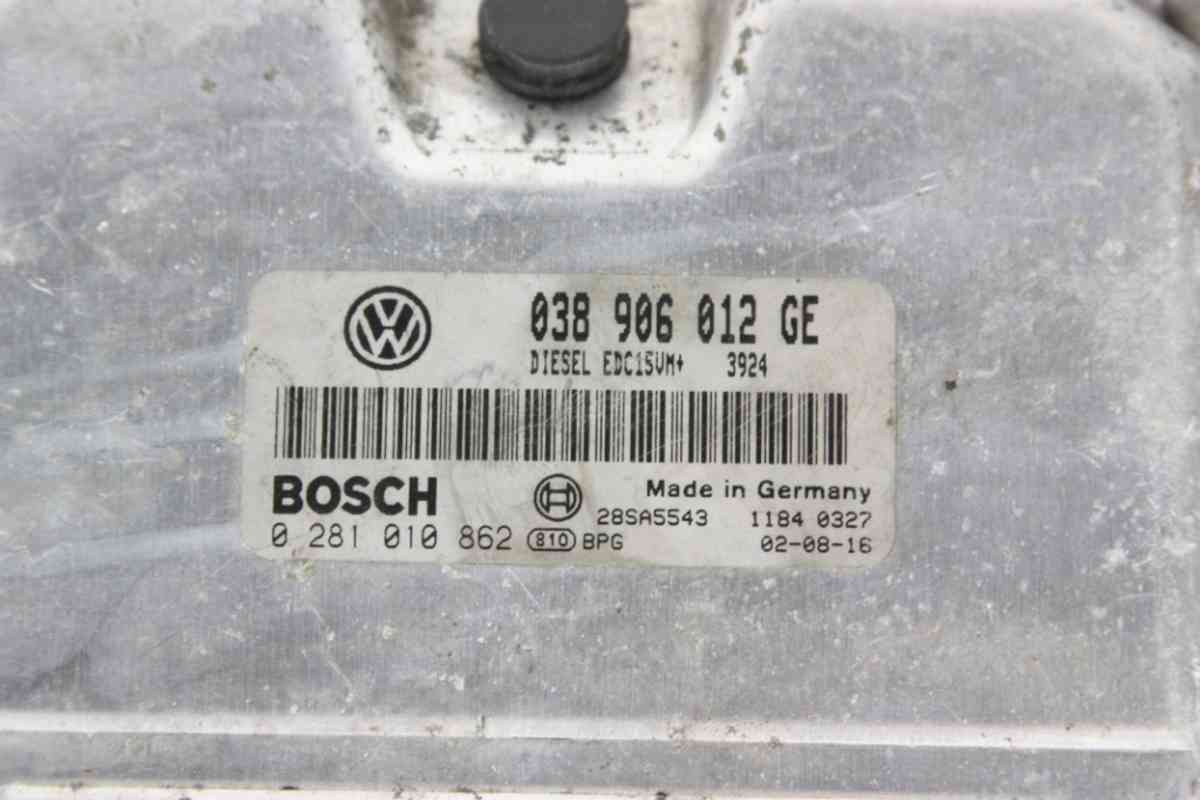 038 906 012 GE
DIESEL EDC15VM+ 3924
BOSCH
Made in Germany
28SA5543 1184 0327
0 281 010 862 810 BPG 02-08-16